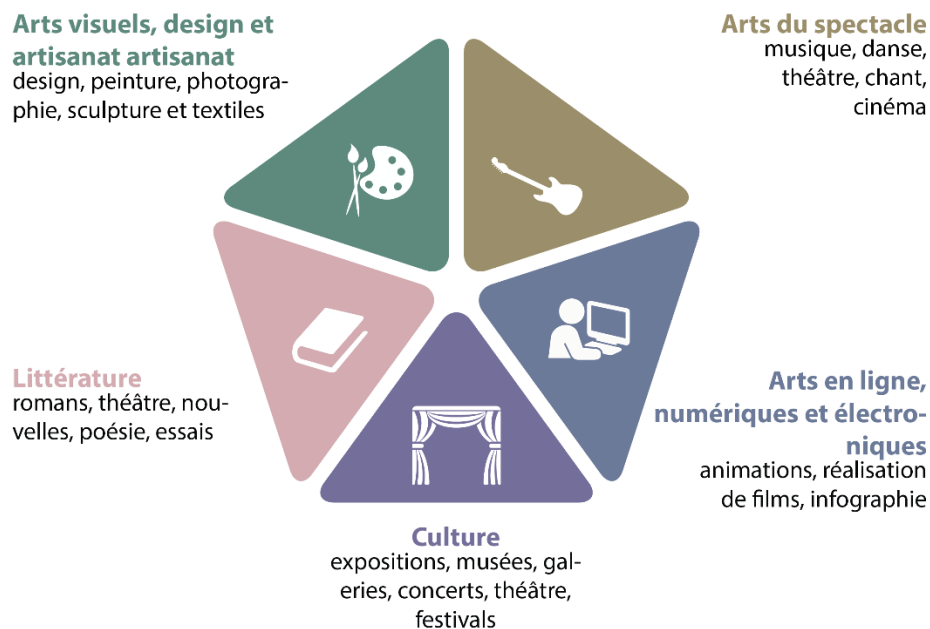 Arts visuels, design et
artisanat artisanat
design, peinture, photogra-
phie, sculpture et textiles
Arts du spectacle
musique, danse,
théâtre, chant,
cinéma
Littérature
romans, théâtre, nou-
velles, poésie, essais
Arts en ligne,
numériques et électro-
niques
animations, réalisation
de films, infographie
Culture
expositions, musées, gal-
eries, concerts, théâtre,
festivals